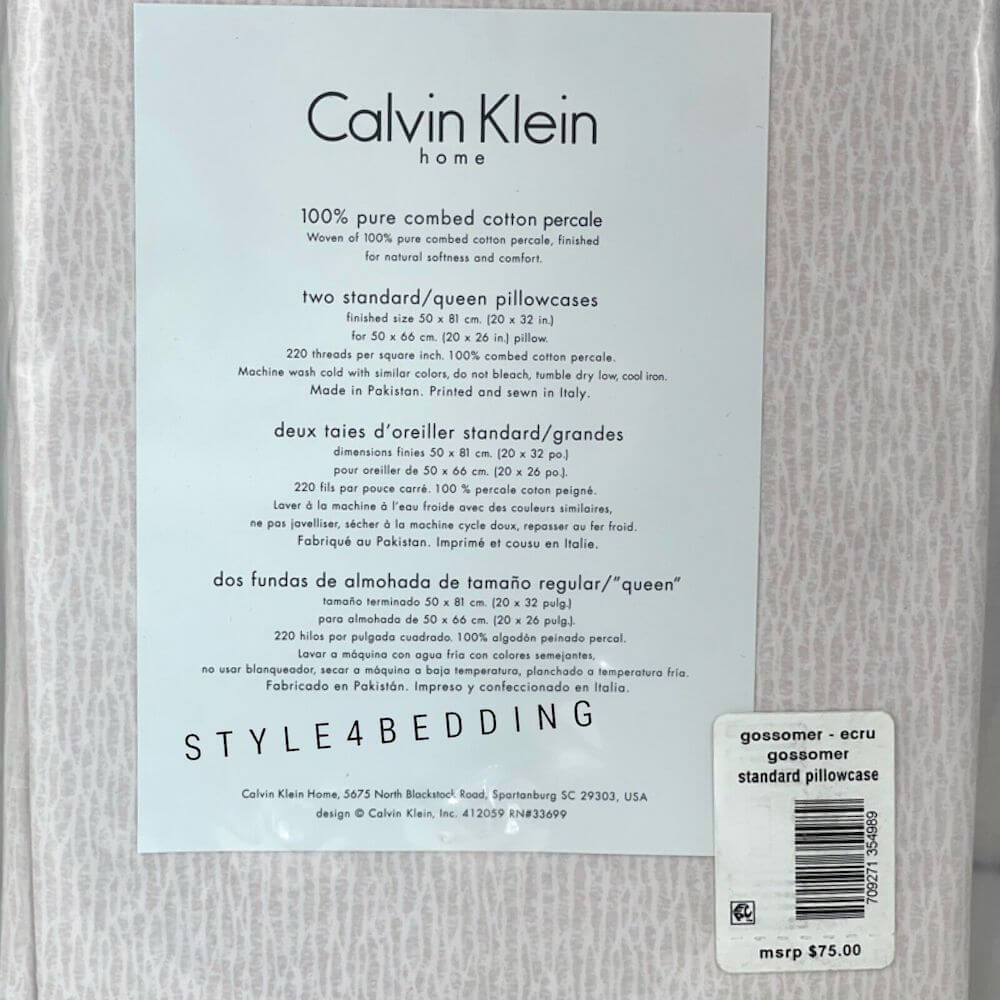 Calvin Klein
home
100% pure combed cotton percale
Woven of 100% pure combed cotton percale, finished
for natural softness and comfort.
two standard/queen pillowcases
finished size 50 x 81 cm. (20 x 32 in.)
for 50 x 66 cm. (20 x 26 in.) pillow.
220 threads per square inch. 100% combed cotton percale.
Machine wash cold with similar colors, do not bleach, tumble dry low, cool iron.
Made in Pakistan. Printed and sewn in Italy.
deux taies d'oreiller standard/grandes
dimensions finies 50 x 81 cm. (20 x 32 po.)
pour oreiller de 50 x 66 cm. (20 x 26 po.).
220 fils par pouce carré. 100 % percale coton peigné.
Laver à la machine à l'eau froide avec des couleurs similaires,
ne pas javelliser, sécher à la machine cycle doux, repasser au fer froid.
Fabriqué au Pakistan. Imprimé et cousu en Italie.
dos fundas de almohada de tamaño regular/"queen"
tamaño terminado 50 x 81 cm. (20 x 32 pulg.)
para almohada de 50 x 66 cm. (20 x 26 pulg.).
220 hilos por pulgada cuadrado. 100% algodón peinado percal.
Lavar a máquina con agua fria con colores semejantes,
no usar blanqueador, secar a máquina a baja temperatura, planchado a temperatura fría.
Fabricado en Pakistán. Impreso y confeccionado en Italia.
STYLE4BEDDING
Calvin Klein Home, 5675 North Blackstock Road, Spartanburg SC 29303, USA
design © Calvin Klein, Inc. 412059 RN#33699
gossomer - ecru
gossomer
standard pillowcase
709271 354989
msrp $75.00